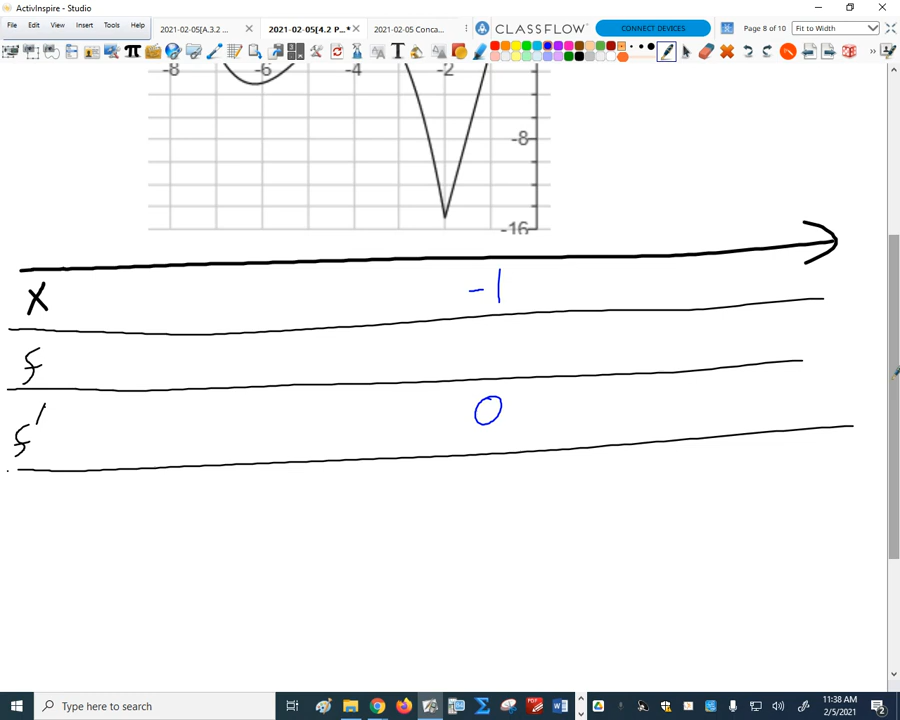 ActivInspire - Studio
File Edit View Insert Tools Help
2021-02-05[A.3.2 ...
2021-02-05[4.2 P...*
2021-02-05 Conca...
CLASSFLOW
CONNECT DEVICES
Page 8 of 10
Fit to Width
-8 -6 -4 -2
-8
-16
x -1
f
f' 0
Type here to search
11:38 AM
2/5/2021
2